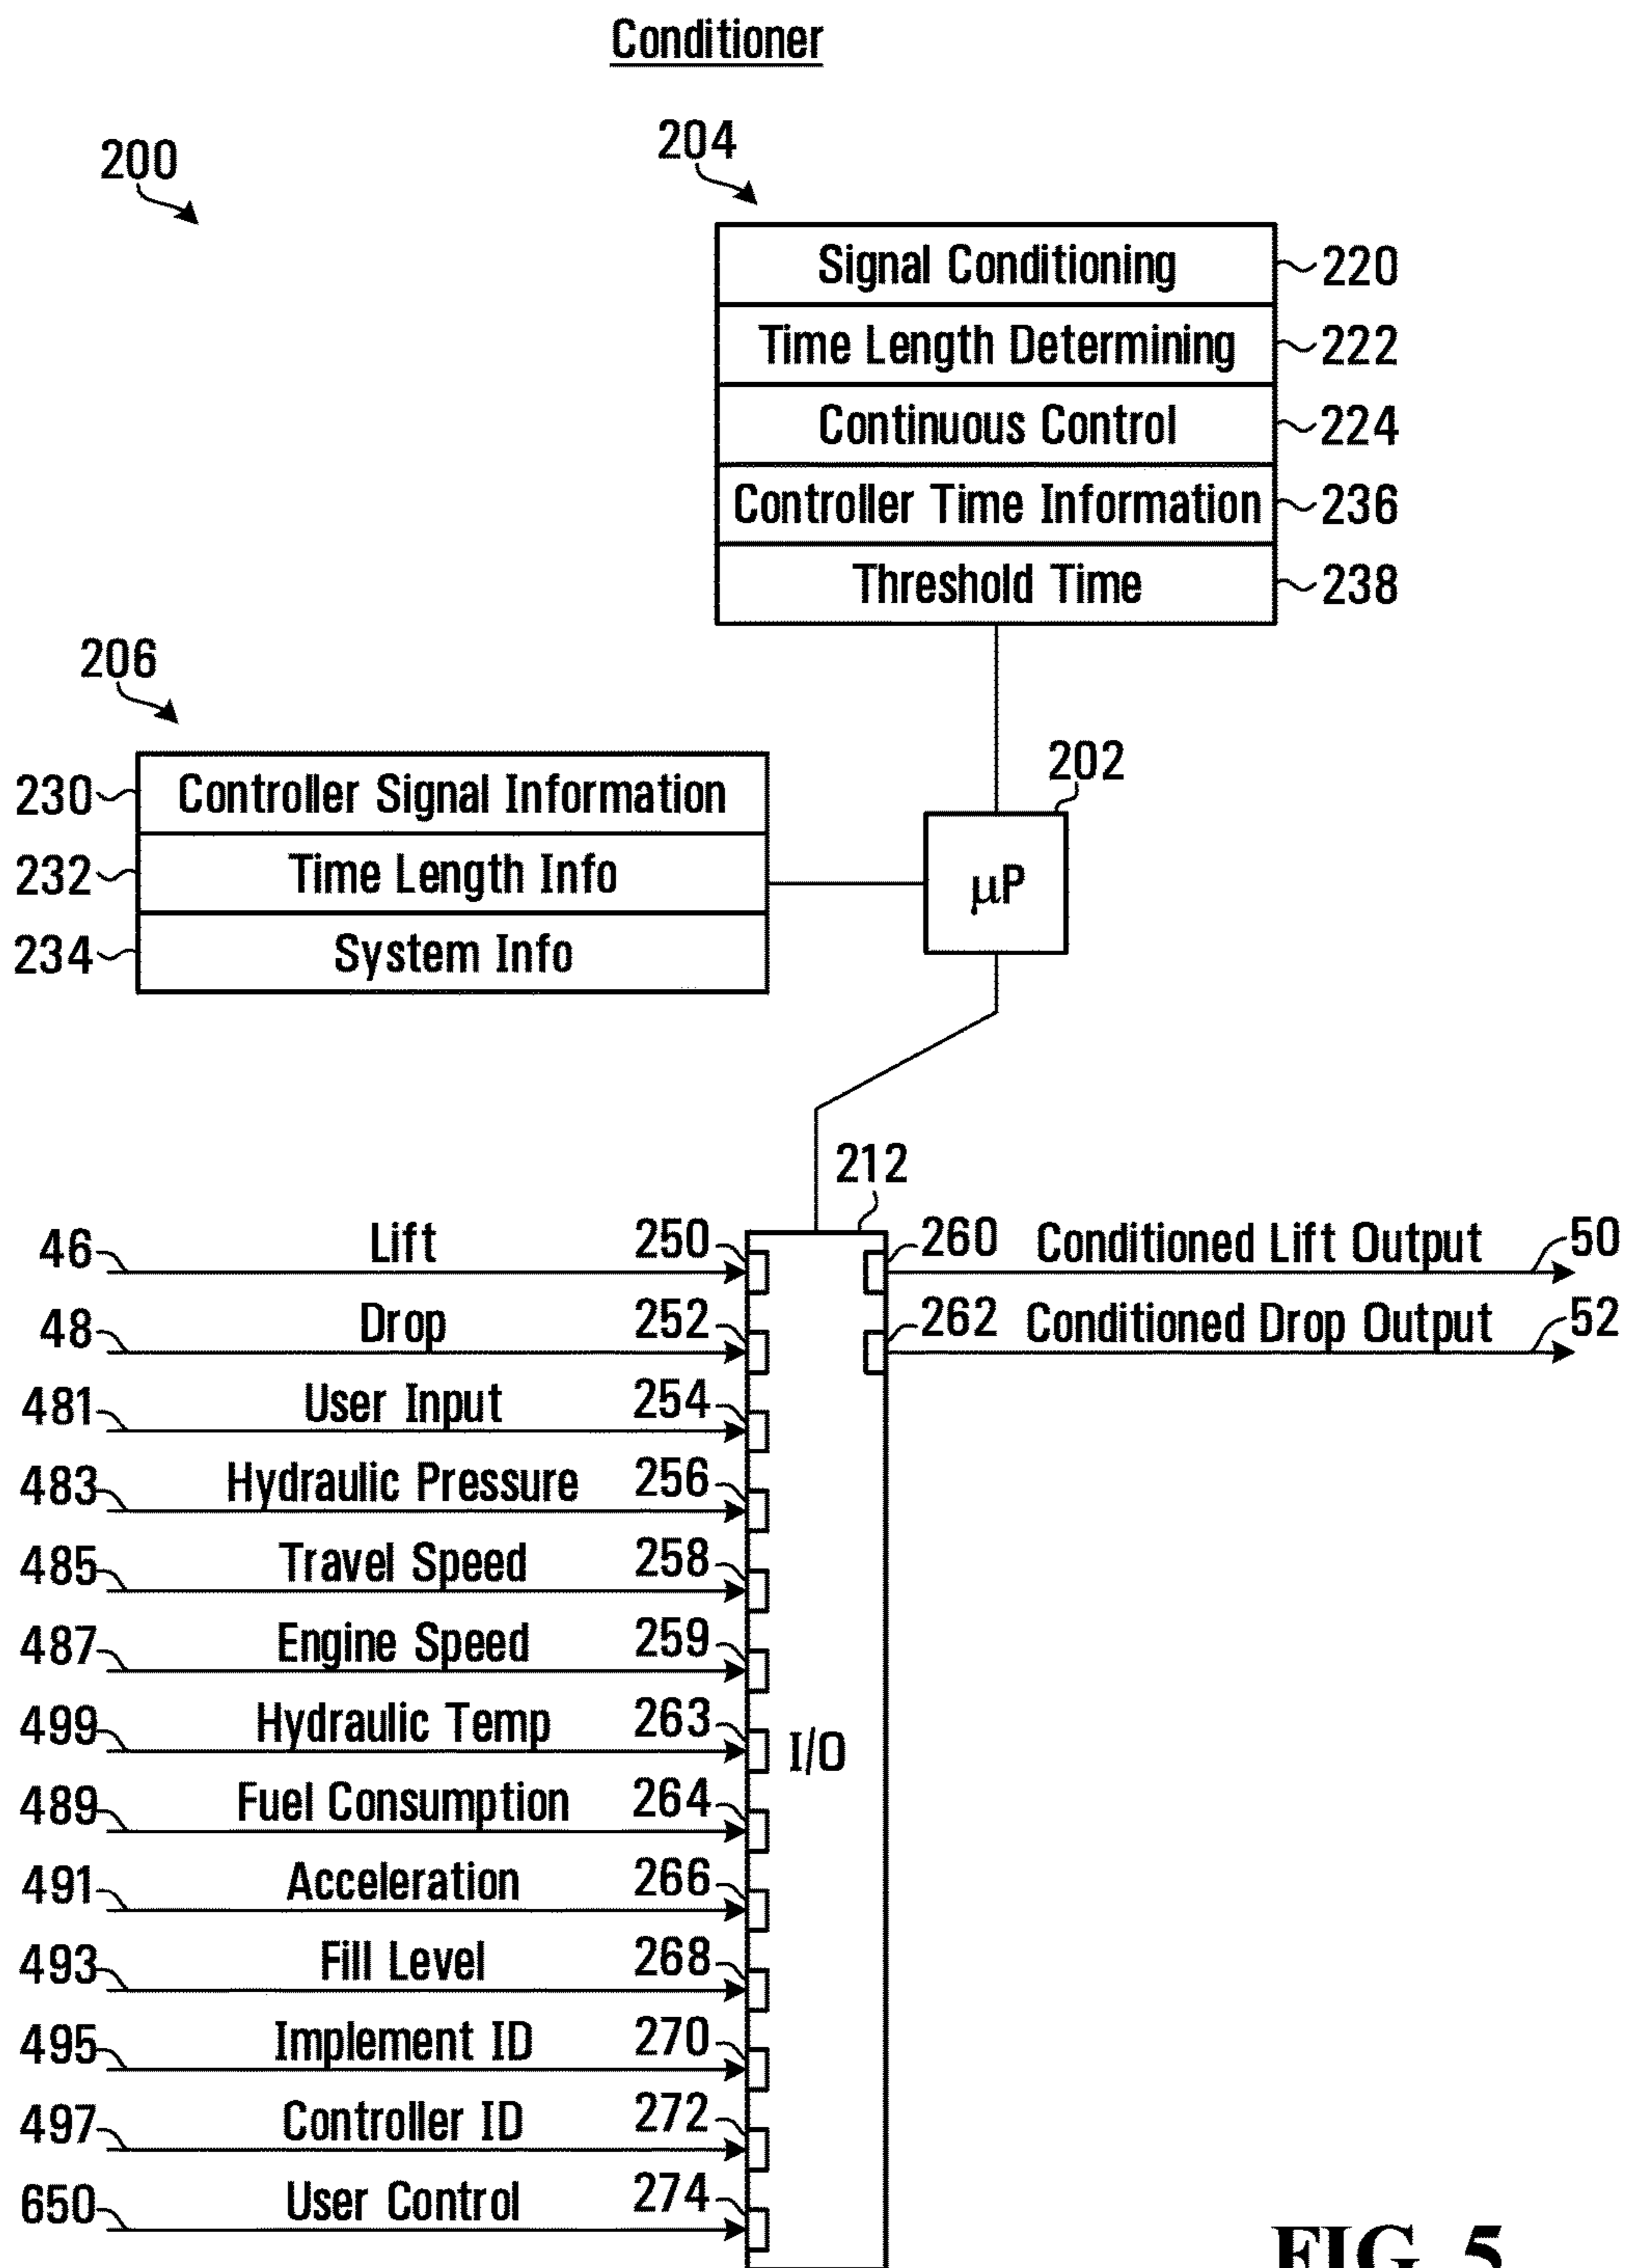 Conditioner
200
204
Signal Conditioning 220
Time Length Determining 222
Continuous Control 224
Controller Time Information 236
Threshold Time 238
206
230 Controller Signal Information
232 Time Length Info
234 System Info
202
µP
212
46 Lift 250 260 Conditioned Lift Output 50
48 Drop 252 262 Conditioned Drop Output 52
481 User Input 254
483 Hydraulic Pressure 256
485 Travel Speed 258
487 Engine Speed 259
499 Hydraulic Temp 263
I/O
489 Fuel Consumption 264
491 Acceleration 266
493 Fill Level 268
495 Implement ID 270
497 Controller ID 272
650 User Control 274
FIG. 5